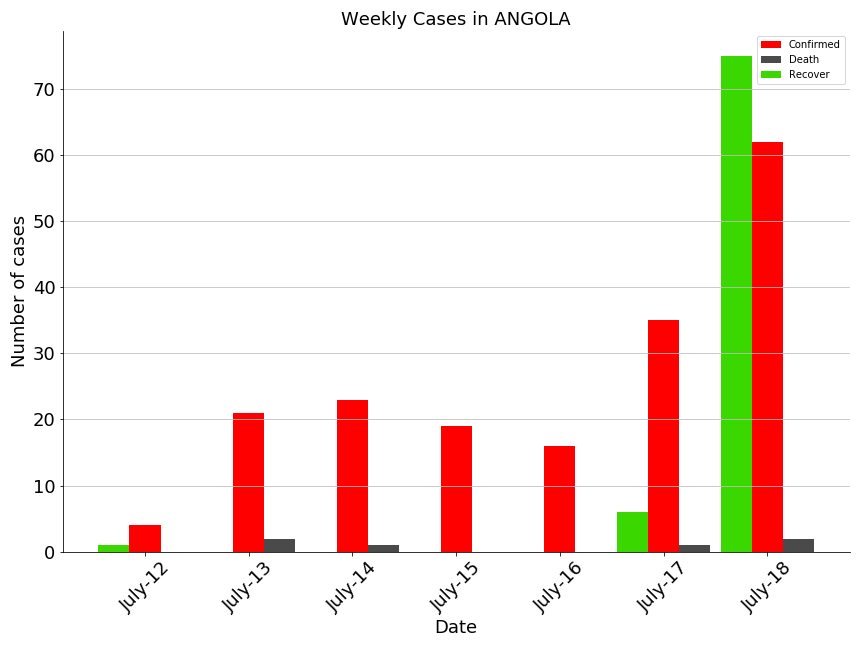 Weekly Cases in ANGOLA
Confirmed
Death
Recover
Number of cases
70
60
50
40
30
20
10
0
July-12
July-13
July-14
July-15
July-16
July-17
July-18
Date